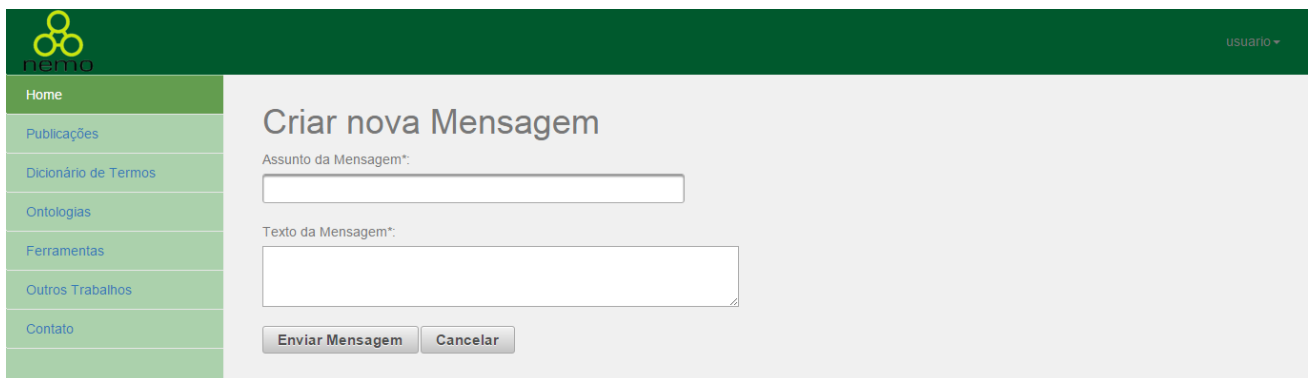 nemo
usuario
Home
Publicações
Dicionário de Termos
Ontologias
Ferramentas
Outros Trabalhos
Contato
Criar nova Mensagem
Assunto da Mensagem*:
Texto da Mensagem*:
Enviar Mensagem Cancelar